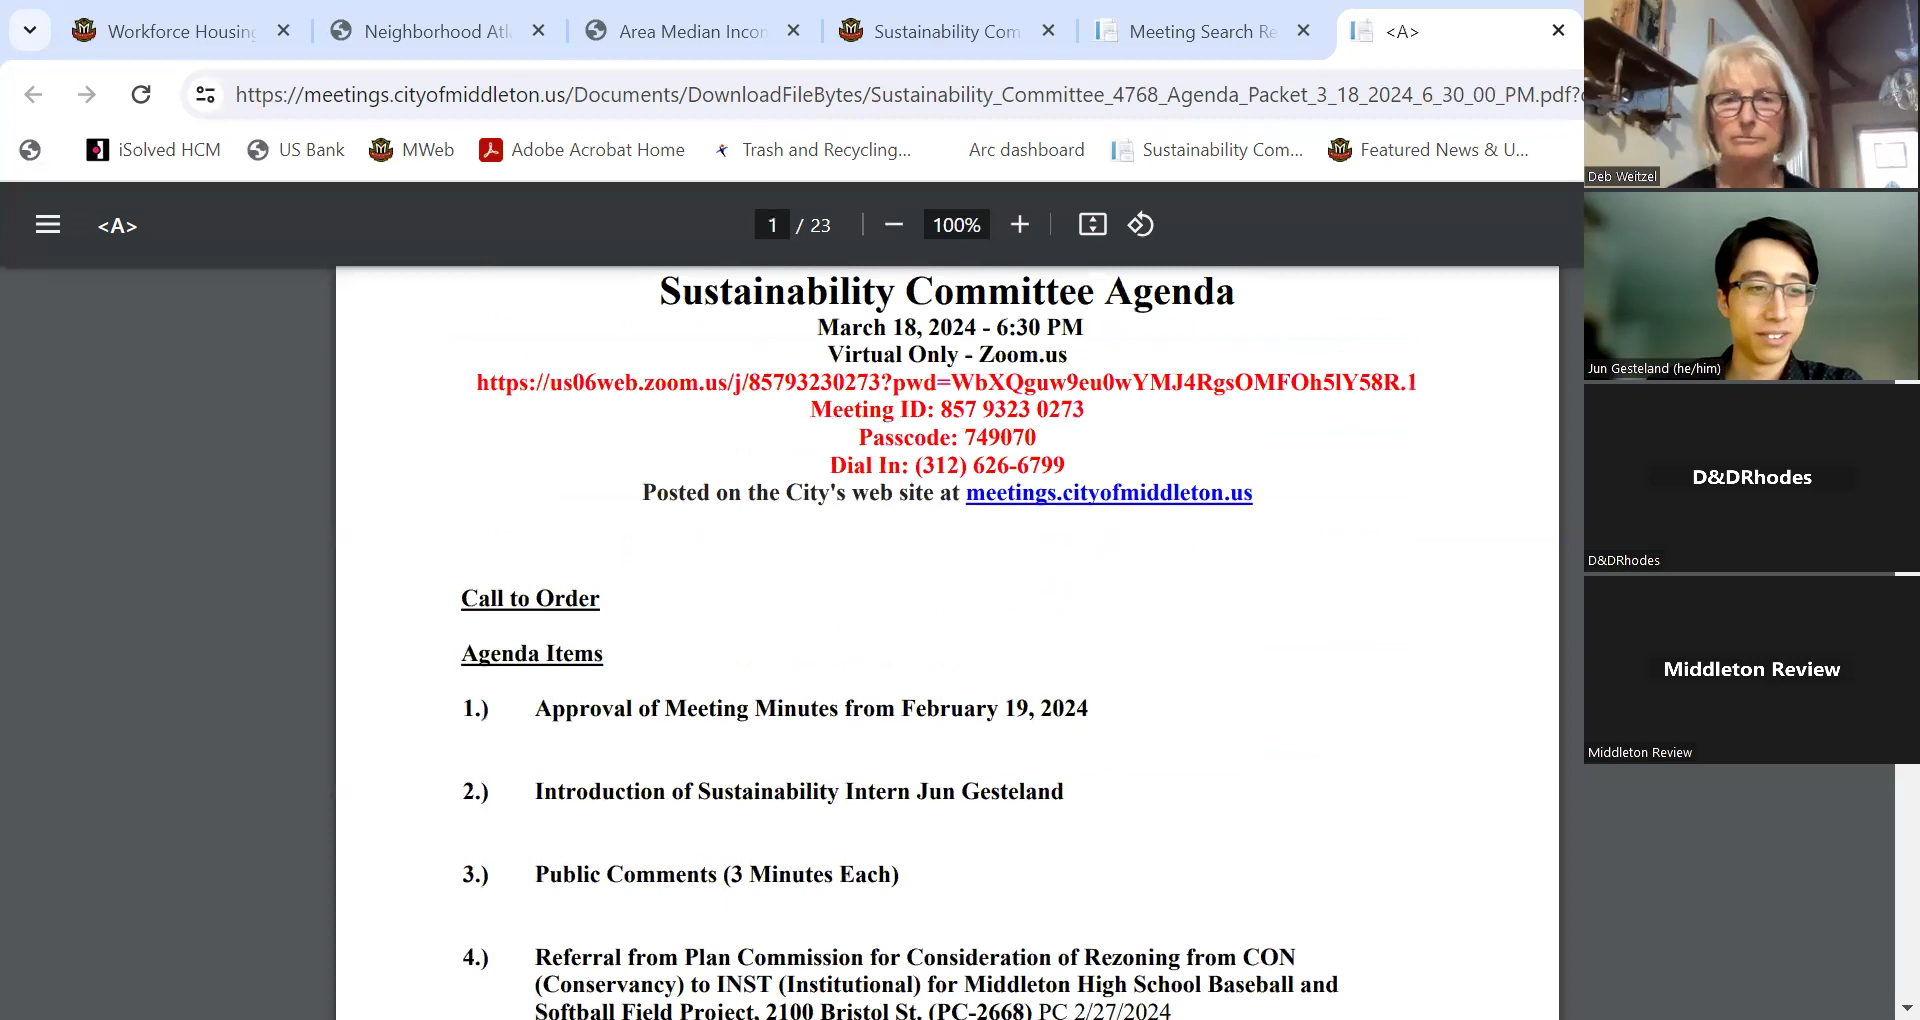 Workforce Housing
Neighborhood Atl
Area Median Incon
Sustainability Com
Meeting Search Re
<A>
https://meetings.cityofmiddleton.us/Documents/DownloadFileBytes/Sustainability_Committee_4768_Agenda_Packet_3_18_2024_6_30_00_PM.pdf?
iSolved HCM
US Bank
MWeb
Adobe Acrobat Home
Trash and Recycling...
Arc dashboard
Sustainability Com...
Featured News & U...
<A>
1 / 23
100%
Sustainability Committee Agenda
March 18, 2024 - 6:30 PM
Virtual Only - Zoom.us
https://us06web.zoom.us/j/85793230273?pwd=WbXQguw9eu0wYMJ4RgsOMFOh5lY58R.1
Meeting ID: 857 9323 0273
Passcode: 749070
Dial In: (312) 626-6799
Posted on the City's web site at meetings.cityofmiddleton.us
Call to Order
Agenda Items
1.) Approval of Meeting Minutes from February 19, 2024
2.) Introduction of Sustainability Intern Jun Gesteland
3.) Public Comments (3 Minutes Each)
4.) Referral from Plan Commission for Consideration of Rezoning from CON
(Conservancy) to INST (Institutional) for Middleton High School Baseball and
Softball Field Project, 2100 Bristol St. (PC-2668) PC 2/27/2024
Deb Weitzel
Jun Gesteland (he/him)
D&DRhodes
D&DRhodes
Middleton Review
Middleton Review